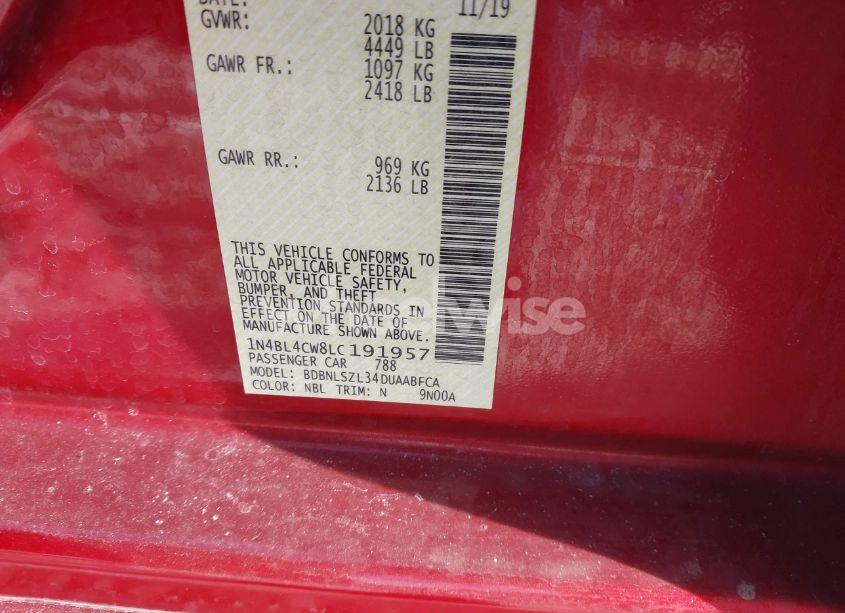 DATE: 11/19
GVWR: 2018 KG
4449 LB
GAWR FR.: 1097 KG
2418 LB
GAWR RR.: 969 KG
2136 LB
THIS VEHICLE CONFORMS TO
ALL APPLICABLE FEDERAL
MOTOR VEHICLE SAFETY,
BUMPER, AND THEFT
PREVENTION STANDARDS IN
EFFECT ON THE DATE OF
MANUFACTURE SHOWN ABOVE.
1N4BL4CW8LC191957
PASSENGER CAR 788
MODEL: BDBNLSZL34DUAABFCA
COLOR: NBL TRIM: N 9N00A